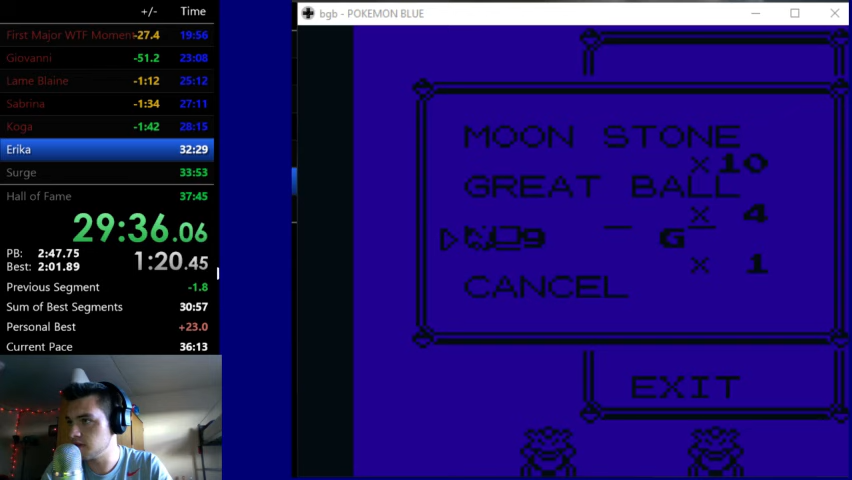 +/- Time
First Major WTF Moment -27.4 19:56
Giovanni -51.2 23:08
Lame Blaine -1:12 25:12
Sabrina -1:34 27:11
Koga -1:42 28:15
Erika 32:29
Surge 33:53
Hall of Fame 37:45
29:36.06
PB: 2:47.75
Best: 2:01.89
1:20.45
Previous Segment -1.8
Sum of Best Segments 30:57
Personal Best +23.0
Current Pace 36:13
bgb - POKEMON BLUE
MOON STONE
×10
GREAT BALL
× 4
9 G
× 1
CANCEL
EXIT